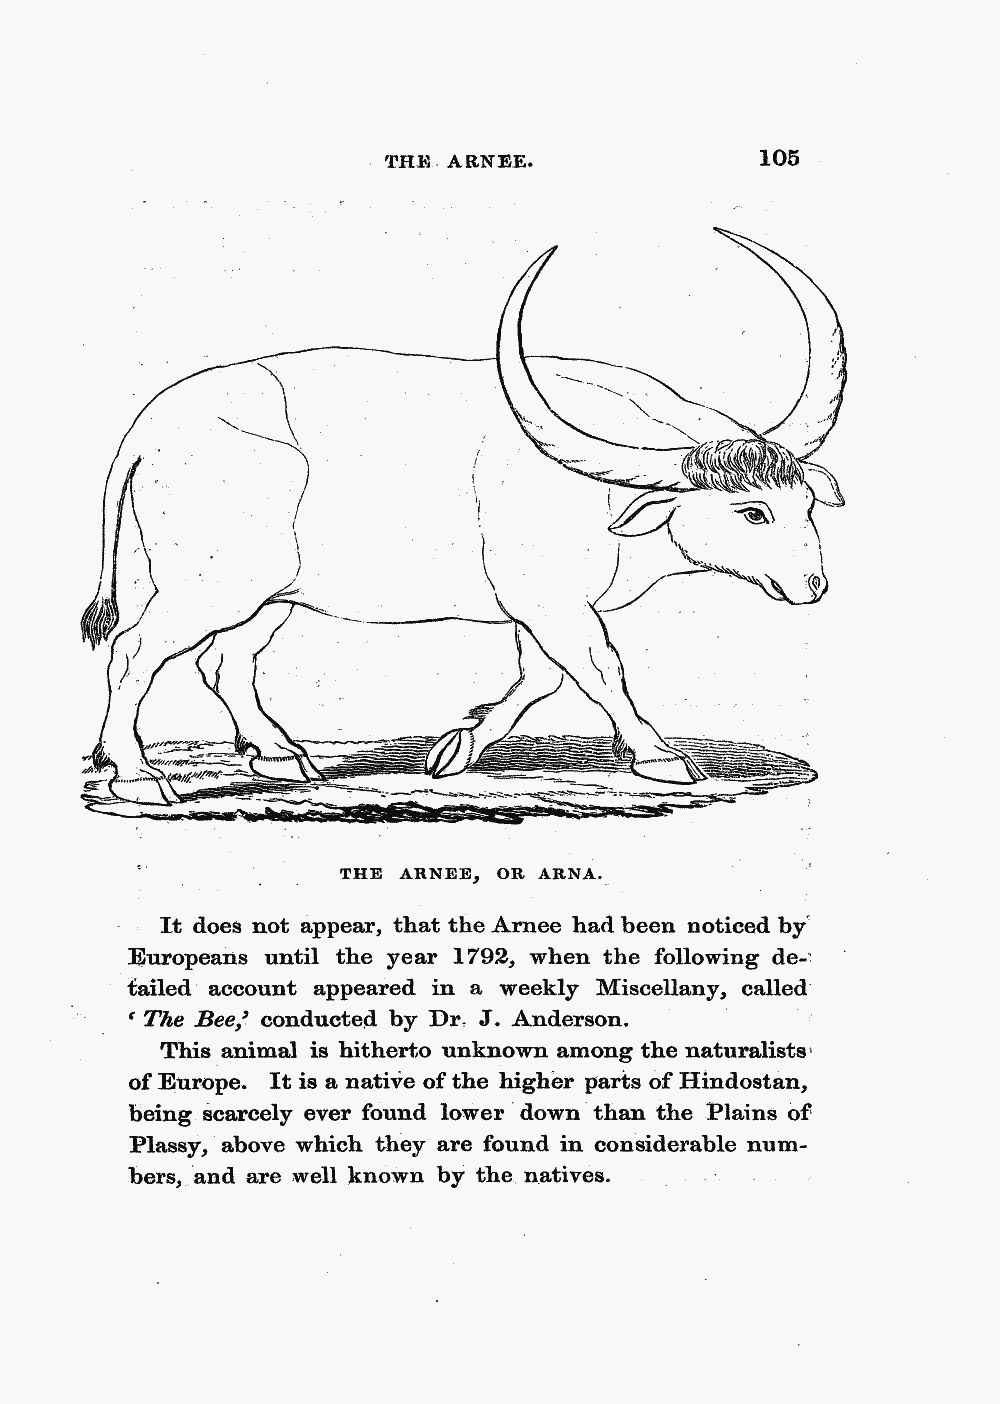 THE ARNEE. 105
THE ARNEE, OR ARNA.
It does not appear, that the Arnee had been noticed by
Europeans until the year 1792, when the following de-
tailed account appeared in a weekly Miscellany, called
‘ The Bee,’ conducted by Dr. J. Anderson.
This animal is hitherto unknown among the naturalists
of Europe. It is a native of the higher parts of Hindostan,
being scarcely ever found lower down than the Plains of
Plassy, above which they are found in considerable num-
bers, and are well known by the natives.